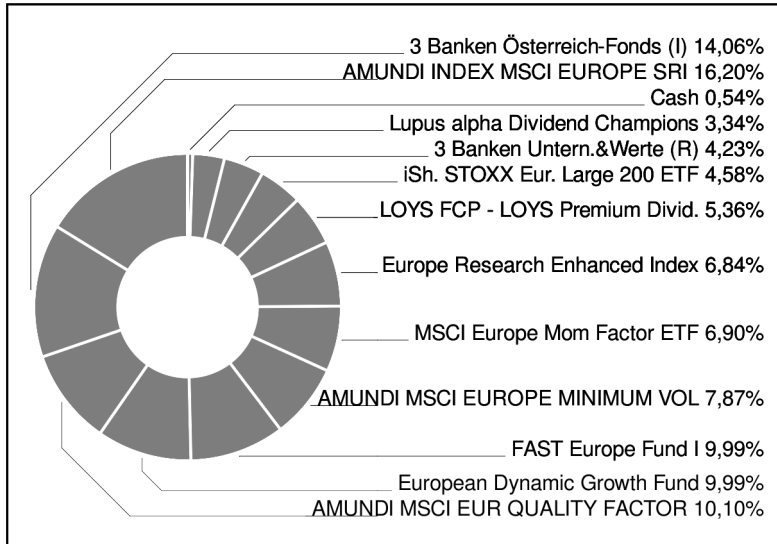 3 Banken Österreich-Fonds (I) 14,06%
AMUNDI INDEX MSCI EUROPE SRI 16,20%
Cash 0,54%
Lupus alpha Dividend Champions 3,34%
3 Banken Untern.&Werte (R) 4,23%
iSh. STOXX Eur. Large 200 ETF 4,58%
LOYS FCP - LOYS Premium Divid. 5,36%
Europe Research Enhanced Index 6,84%
MSCI Europe Mom Factor ETF 6,90%
AMUNDI MSCI EUROPE MINIMUM VOL 7,87%
FAST Europe Fund I 9,99%
European Dynamic Growth Fund 9,99%
AMUNDI MSCI EUR QUALITY FACTOR 10,10%